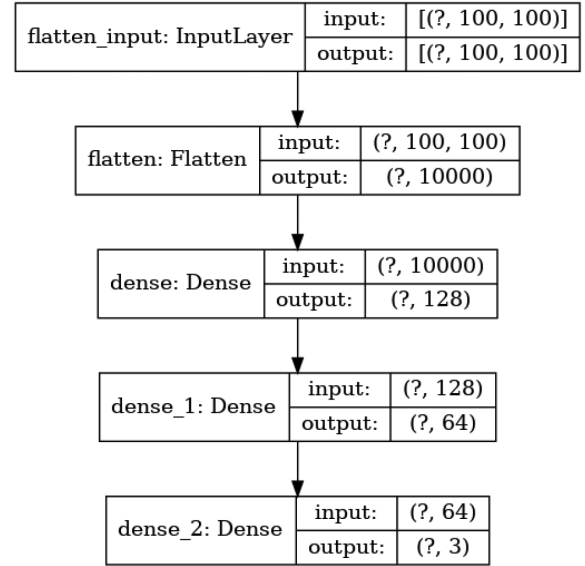 flatten_input: InputLayer
input: [(?, 100, 100)]
output: [(?, 100, 100)]
flatten: Flatten
input: (?, 100, 100)
output: (?, 10000)
dense: Dense
input: (?, 10000)
output: (?, 128)
dense_1: Dense
input: (?, 128)
output: (?, 64)
dense_2: Dense
input: (?, 64)
output: (?, 3)